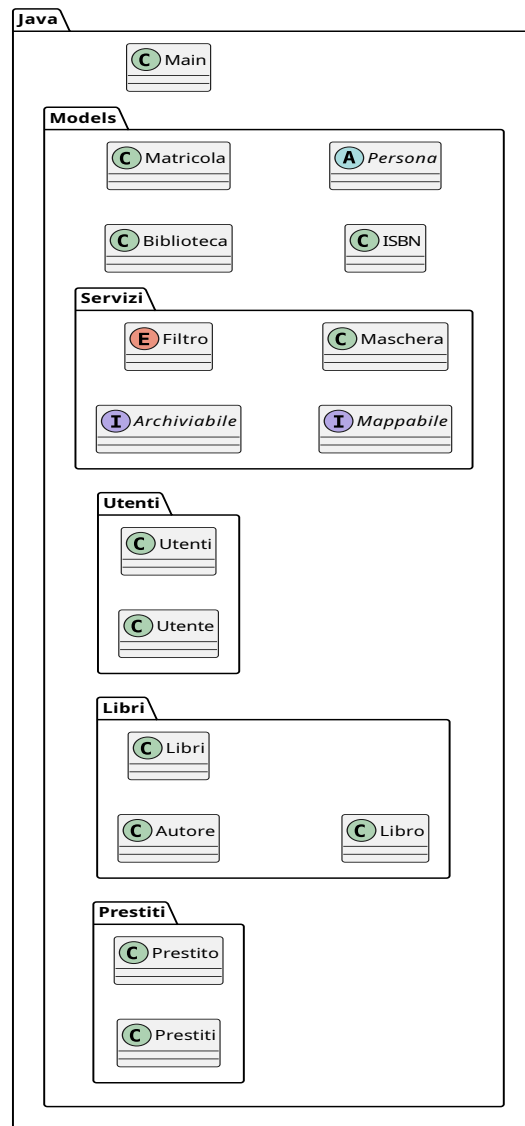 Java
C Main
Models
C Matricola
A Persona
C Biblioteca
C ISBN
Servizi
E Filtro
C Maschera
I Archiviabile
I Mappabile
Utenti
C Utenti
C Utente
Libri
C Libri
C Autore
C Libro
Prestiti
C Prestito
C Prestiti